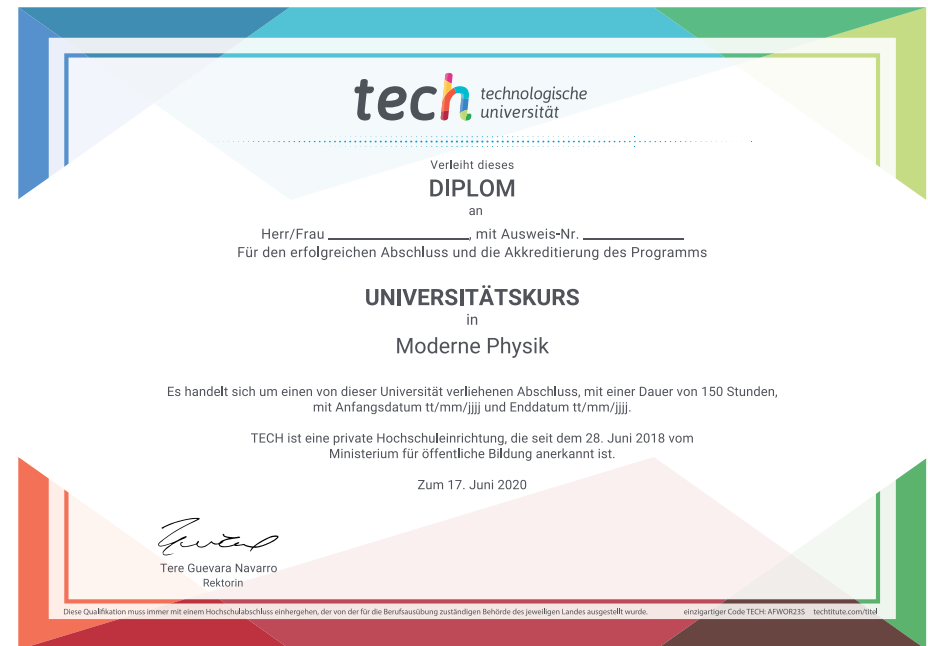 tech technologische
universität
Verleiht dieses
DIPLOM
an
Herr/Frau ____________, mit Ausweis-Nr. ____________
Für den erfolgreichen Abschluss und die Akkreditierung des Programms
UNIVERSITÄTSKURS
in
Moderne Physik
Es handelt sich um einen von dieser Universität verliehenen Abschluss, mit einer Dauer von 150 Stunden,
mit Anfangsdatum tt/mm/jjjj und Enddatum tt/mm/jjjj.
TECH ist eine private Hochschuleinrichtung, die seit dem 28. Juni 2018 vom
Ministerium für öffentliche Bildung anerkannt ist.
Zum 17. Juni 2020
Tere Guevara Navarro
Rektorin
Diese Qualifikation muss immer mit einem Hochschulabschluss einhergehen, der von der für die Berufsausübung zuständigen Behörde des jeweiligen Landes ausgestellt wurde. einzigartiger Code TECH: AFWOR23S techtitute.com/titel